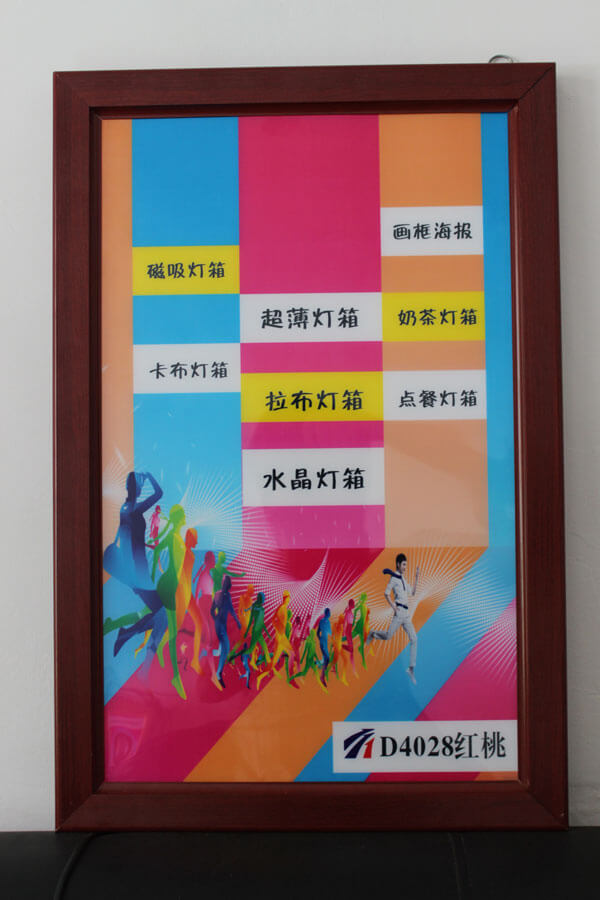 画框海报
磁吸灯箱
超薄灯箱
奶茶灯箱
卡布灯箱
拉布灯箱
点餐灯箱
水晶灯箱
D4028红桃